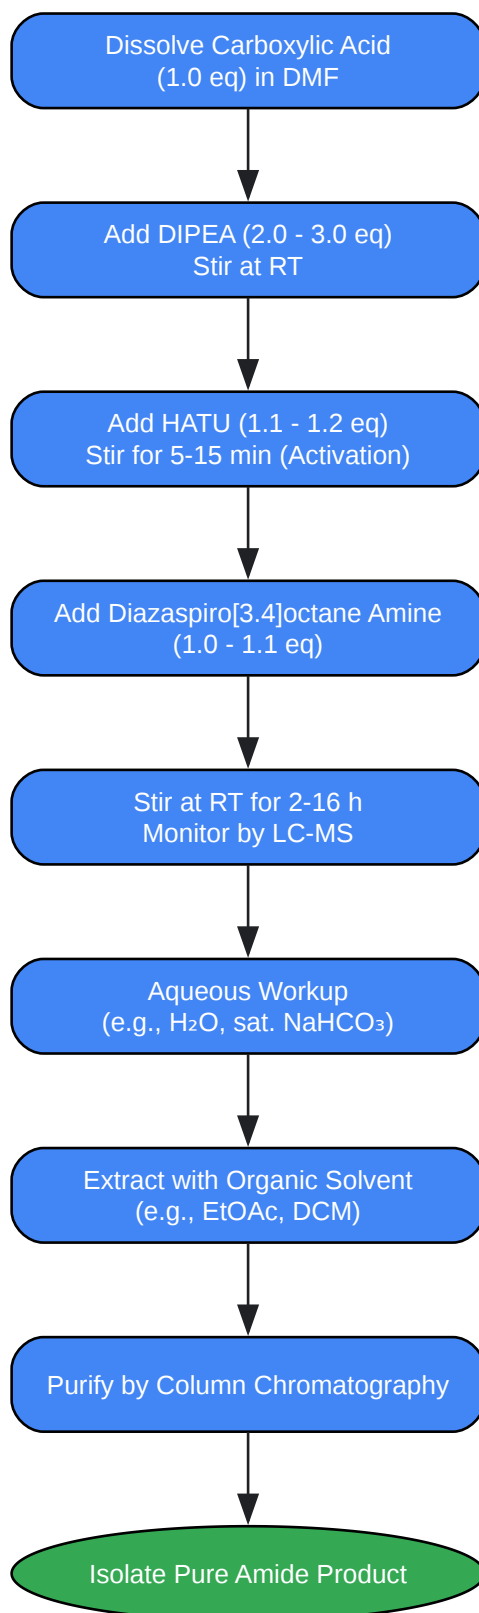 Dissolve Carboxylic Acid
(1.0 eq) in DMF
Add DIPEA (2.0 - 3.0 eq)
Stir at RT
Add HATU (1.1 - 1.2 eq)
Stir for 5-15 min (Activation)
Add Diazaspiro[3.4]octane Amine
(1.0 - 1.1 eq)
Stir at RT for 2-16 h
Monitor by LC-MS
Aqueous Workup
(e.g., H₂O, sat. NaHCO₃)
Extract with Organic Solvent
(e.g., EtOAc, DCM)
Purify by Column Chromatography
Isolate Pure Amide Product